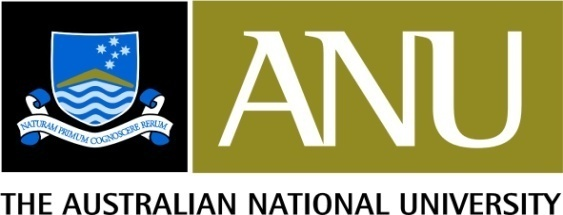 ANU
NATURAM PRIMUM COGNOSCERE RERUM
THE AUSTRALIAN NATIONAL UNIVERSITY